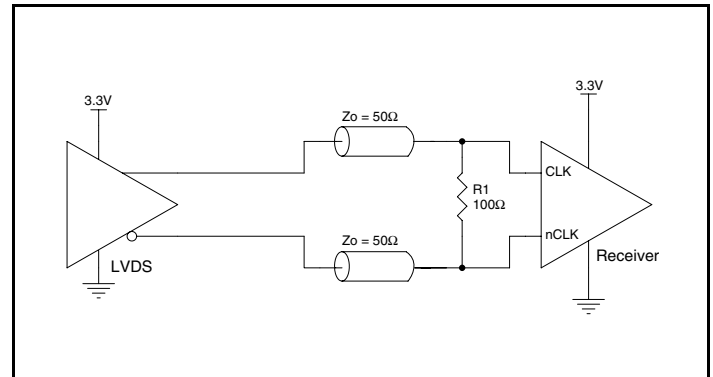 3.3V
3.3V
Zo = 50Ω
CLK
R1
100Ω
nCLK
Zo = 50Ω
LVDS
Receiver